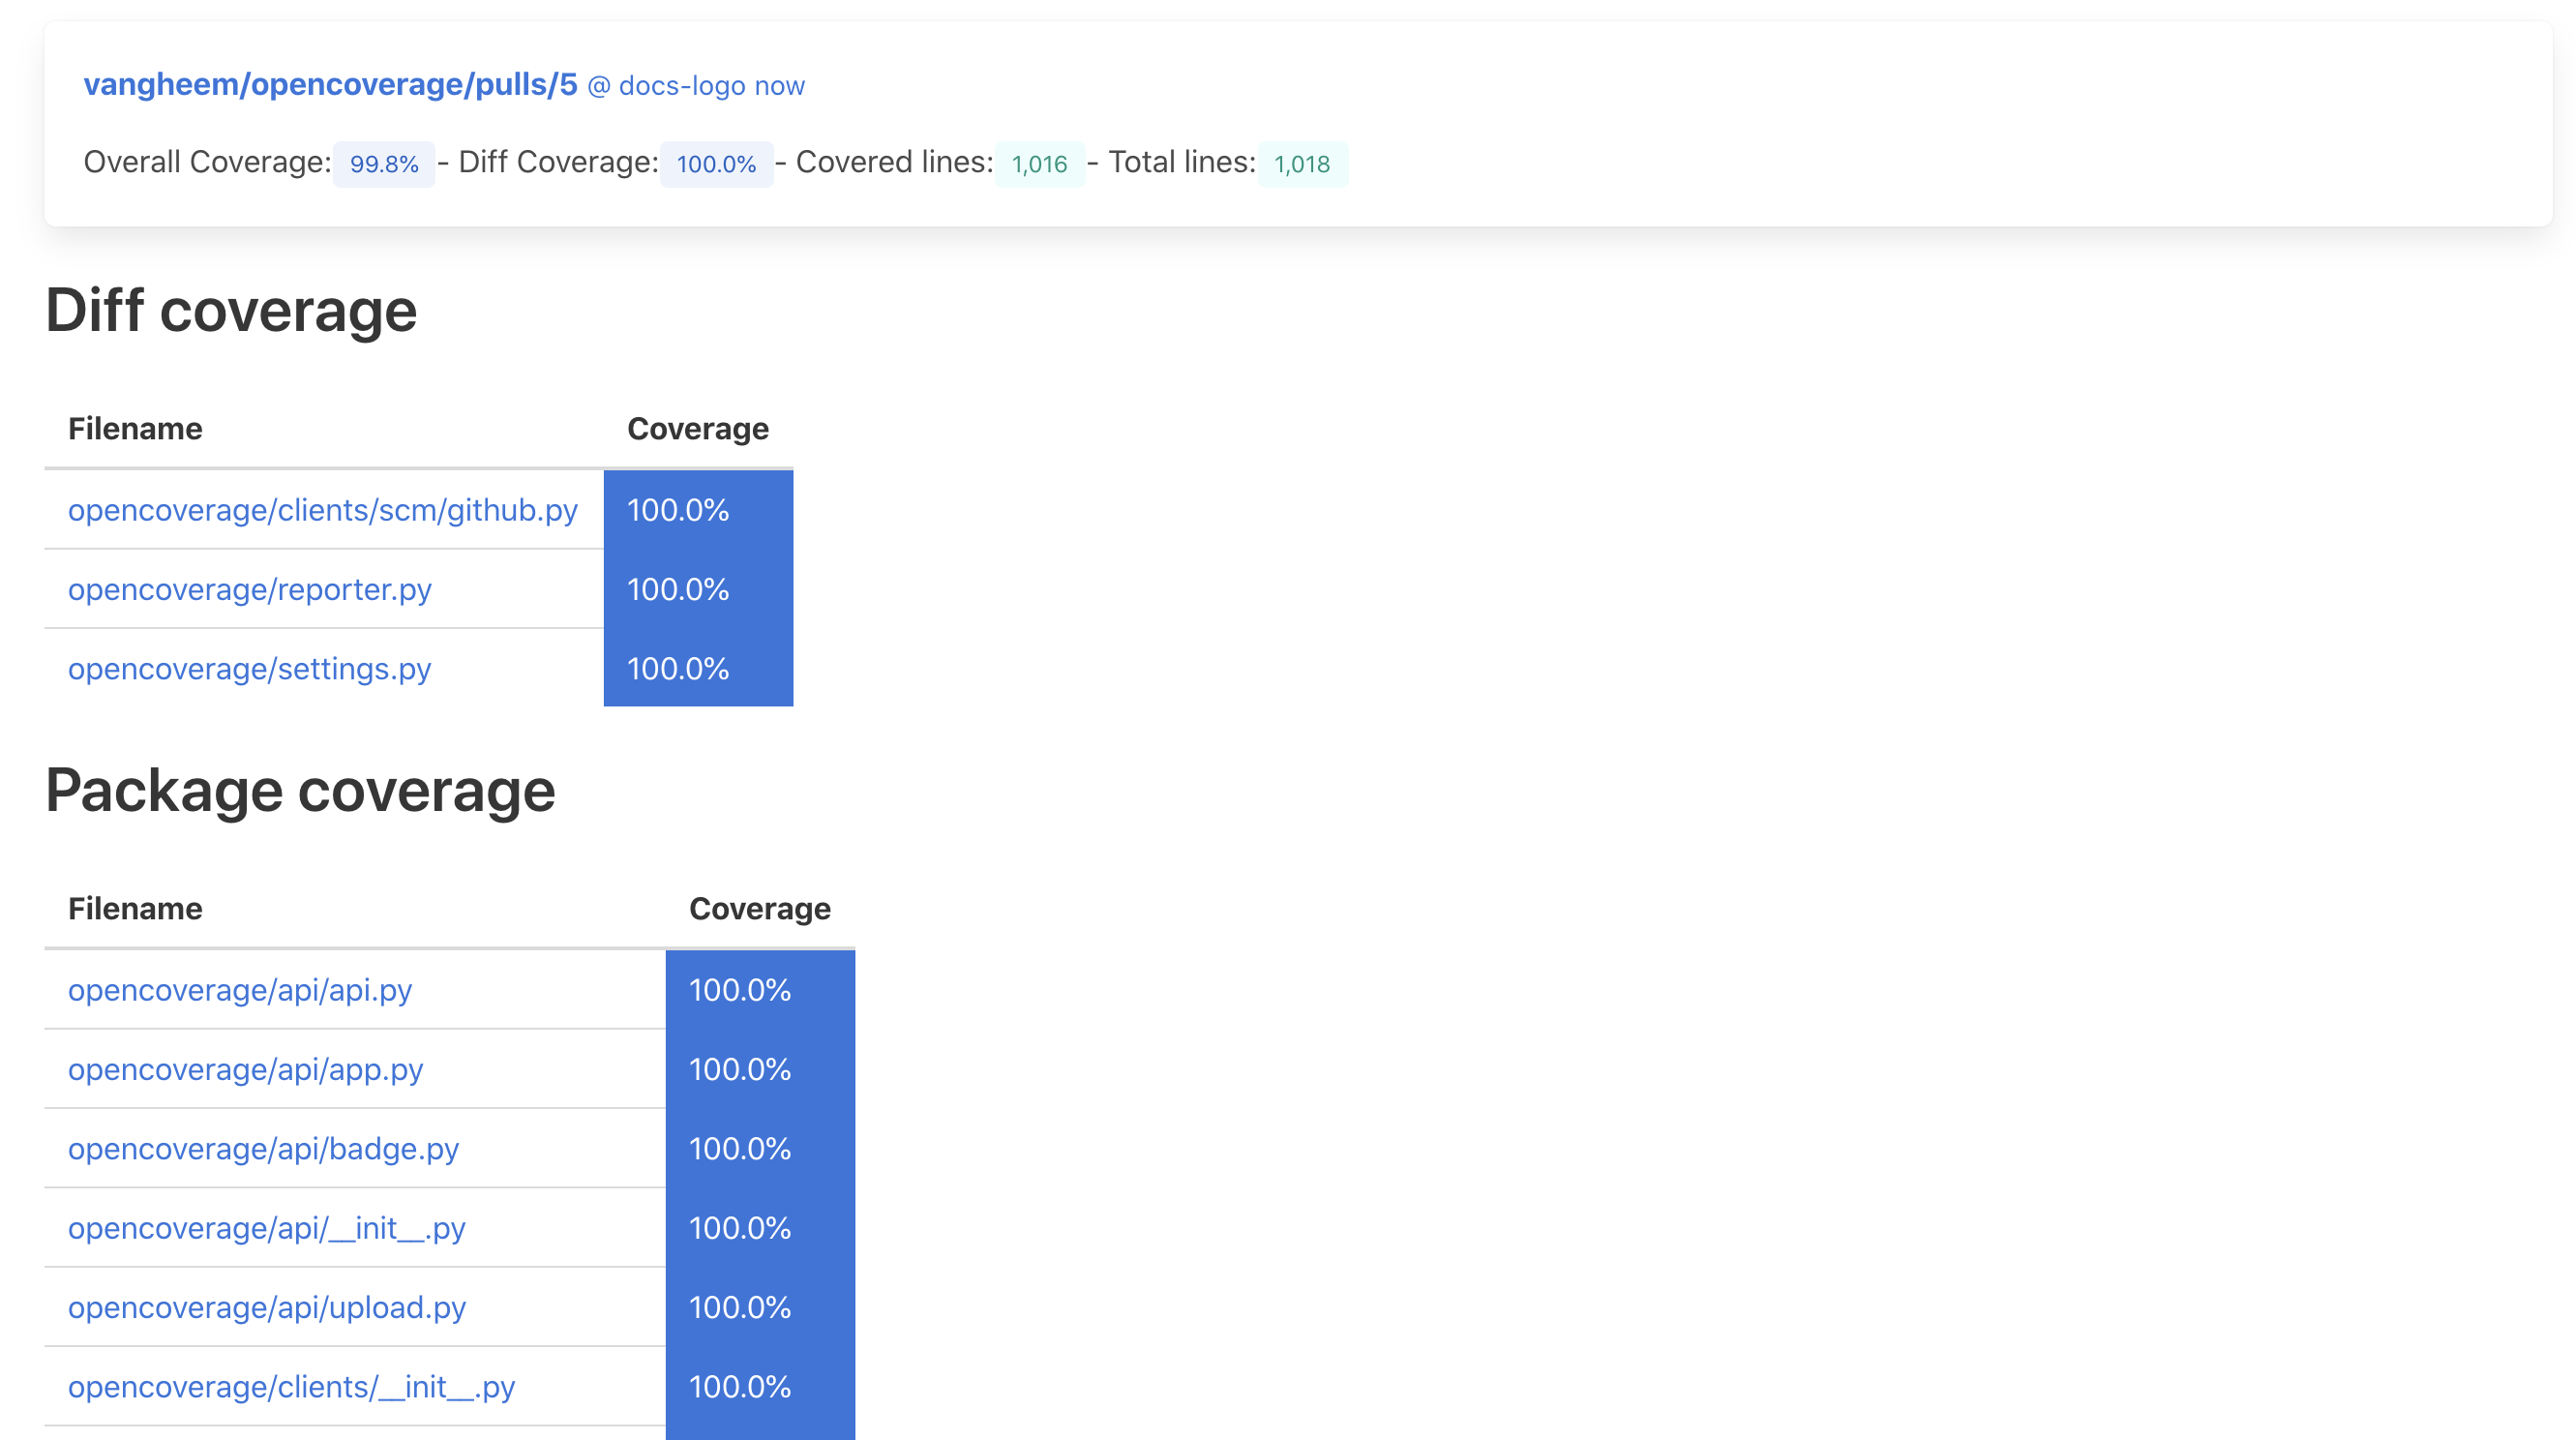 vangheem/opencoverage/pulls/5 @ docs-logo now
Overall Coverage: 99.8% - Diff Coverage: 100.0% - Covered lines: 1,016 - Total lines: 1,018
Diff coverage
Filename Coverage
opencoverage/clients/scm/github.py 100.0%
opencoverage/reporter.py 100.0%
opencoverage/settings.py 100.0%
Package coverage
Filename Coverage
opencoverage/api/api.py 100.0%
opencoverage/api/app.py 100.0%
opencoverage/api/badge.py 100.0%
opencoverage/api/__init__.py 100.0%
opencoverage/api/upload.py 100.0%
opencoverage/clients/__init__.py 100.0%